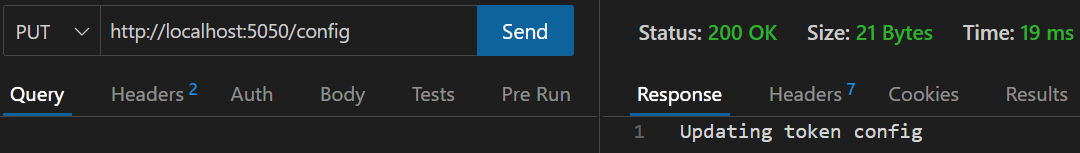 PUT http://localhost:5050/config Send
Query Headers 2 Auth Body Tests Pre Run
Status: 200 OK Size: 21 Bytes Time: 19 ms
Response Headers 7 Cookies Results
1 Updating token config